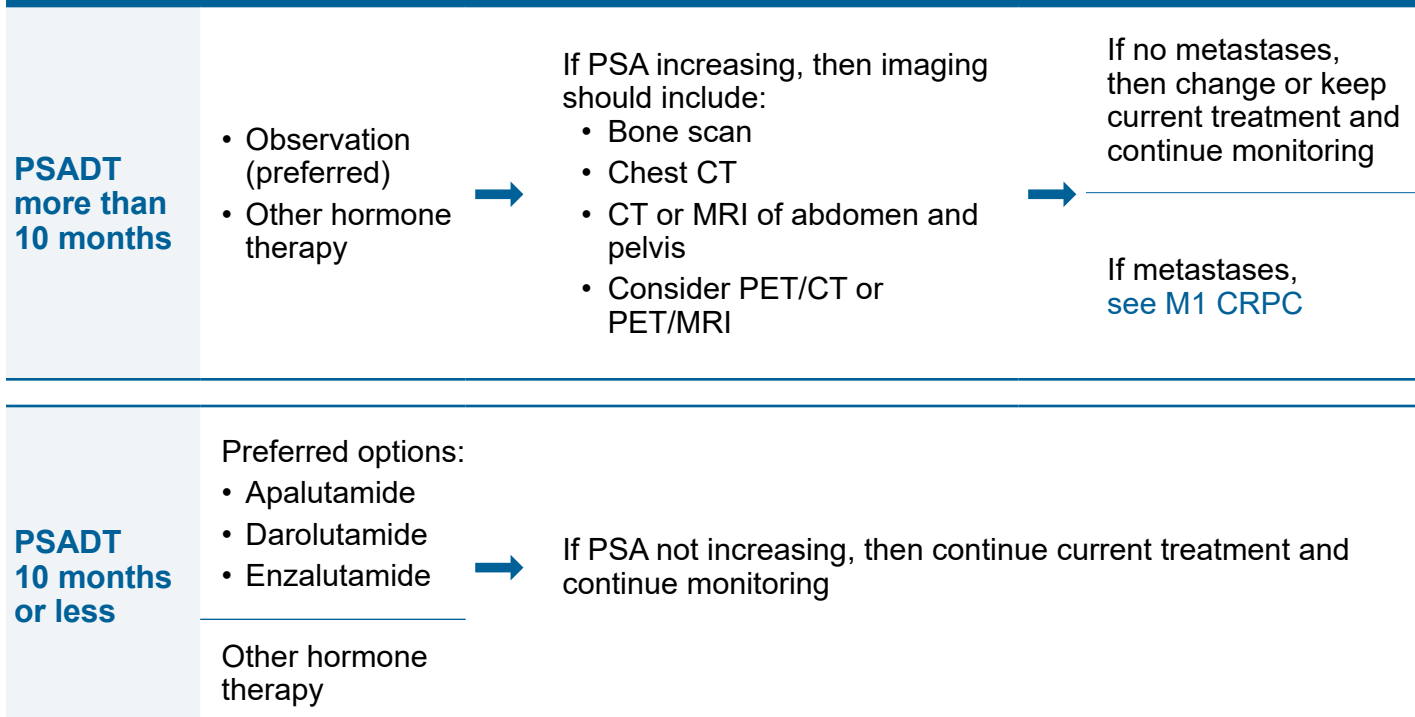 PSADT
more than
10 months
• Observation
(preferred)
• Other hormone
therapy
If PSA increasing, then imaging
should include:
• Bone scan
• Chest CT
• CT or MRI of abdomen and
pelvis
• Consider PET/CT or
PET/MRI
If no metastases,
then change or keep
current treatment and
continue monitoring
If metastases,
see M1 CRPC
PSADT
10 months
or less
Preferred options:
• Apalutamide
• Darolutamide
• Enzalutamide
Other hormone
therapy
If PSA not increasing, then continue current treatment and
continue monitoring